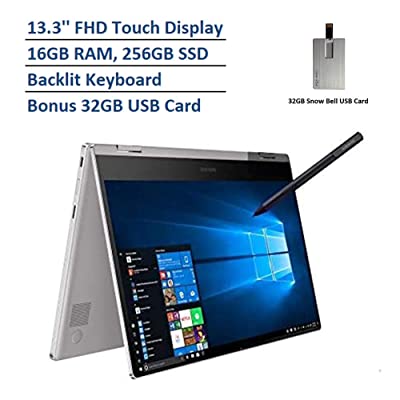 13.3'' FHD Touch Display
16GB RAM, 256GB SSD
Backlit Keyboard
Bonus 32GB USB Card
32GB Snow Bell USB Card
SAMSUNG